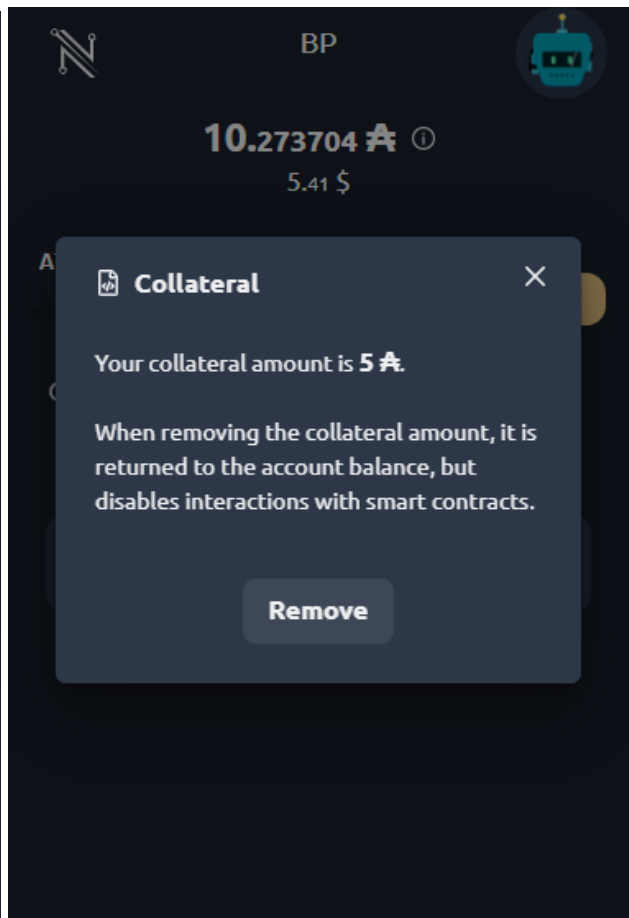 BP
10.273704 ₳
5.41 $
Collateral
Your collateral amount is 5 ₳.
When removing the collateral amount, it is
returned to the account balance, but
disables interactions with smart contracts.
Remove